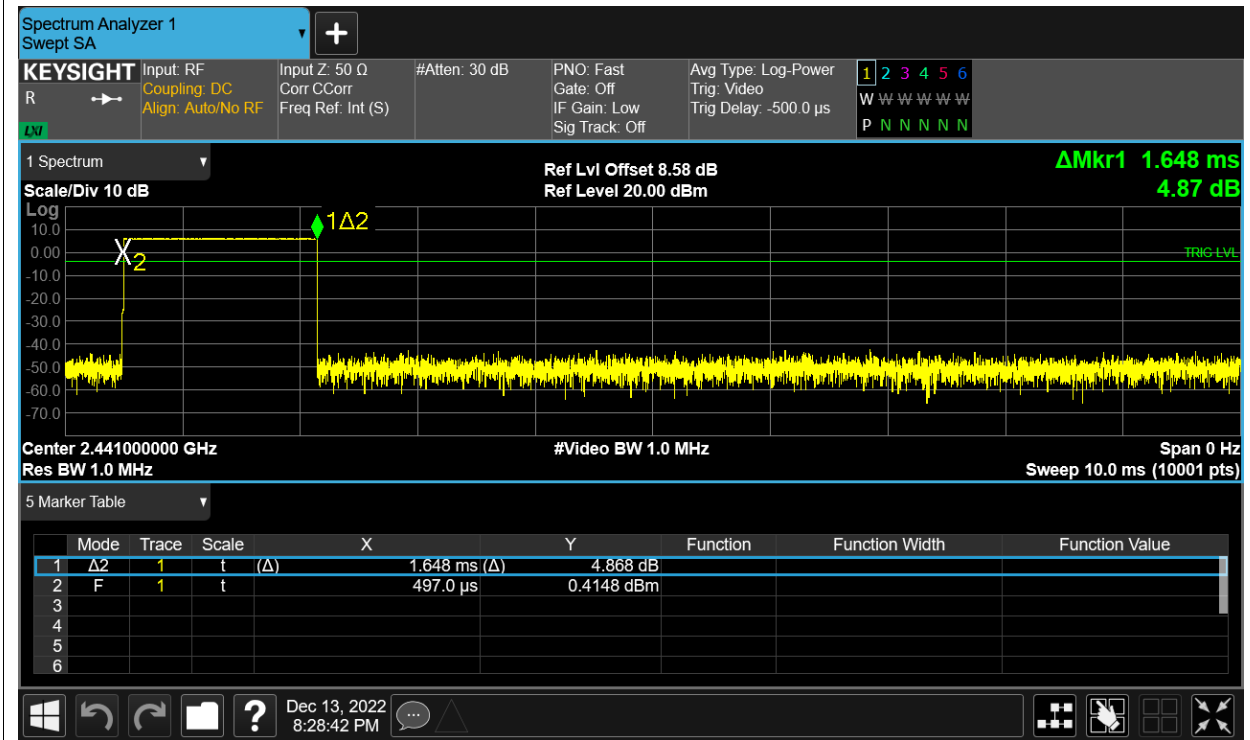 Spectrum Analyzer 1
Swept SA
KEYSIGHT
R
LXI
Input: RF
Coupling: DC
Align: Auto/No RF
Input Z: 50 Ω
Corr CCorr
Freq Ref: Int (S)
#Atten: 30 dB
PNO: Fast
Gate: Off
IF Gain: Low
Sig Track: Off
Avg Type: Log-Power
Trig: Video
Trig Delay: -500.0 µs
1 2 3 4 5 6
W W W W W W
P N N N N N
1 Spectrum
Scale/Div 10 dB
Ref Lvl Offset 8.58 dB
Ref Level 20.00 dBm
ΔMkr1 1.648 ms
4.87 dB
Log
10.0
0.00
-10.0
-20.0
-30.0
-40.0
-50.0
-60.0
-70.0
1Δ2
X2
TRIG LVL
Center 2.441000000 GHz
#Video BW 1.0 MHz
Span 0 Hz
Res BW 1.0 MHz
Sweep 10.0 ms (10001 pts)
5 Marker Table
Mode Trace Scale X Y Function Function Width Function Value
1 Δ2 1 t (Δ) 1.648 ms (Δ) 4.868 dB
2 F 1 t 497.0 µs 0.4148 dBm
3
4
5
6
?
Dec 13, 2022
8:28:42 PM